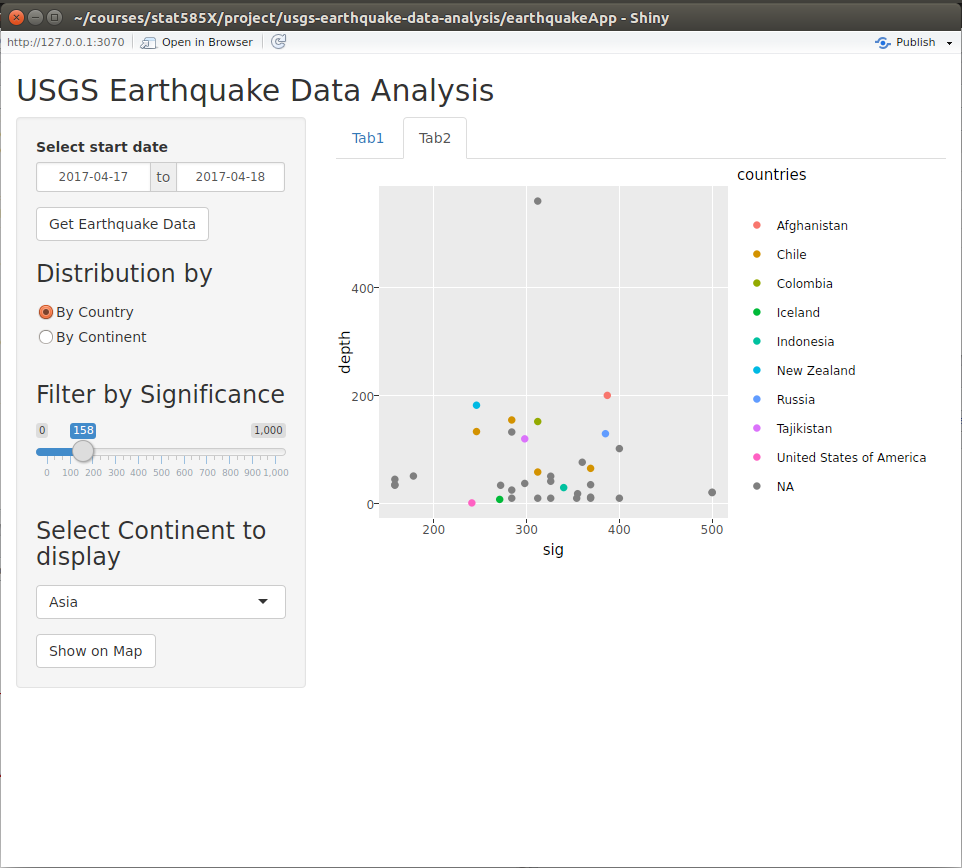 ~/courses/stat585X/project/usgs-earthquake-data-analysis/earthquakeApp - Shiny
http://127.0.0.1:3070 Open in Browser Publish
USGS Earthquake Data Analysis
Select start date
2017-04-17 to 2017-04-18
Get Earthquake Data
Distribution by
By Country
By Continent
Filter by Significance
0 158 1,000
0 100 200 300 400 500 600 700 800 900 1,000
Select Continent to
display
Asia
Show on Map
Tab1 Tab2
depth
400
200
0
200 300 400 500
sig
countries
Afghanistan
Chile
Colombia
Iceland
Indonesia
New Zealand
Russia
Tajikistan
United States of America
NA